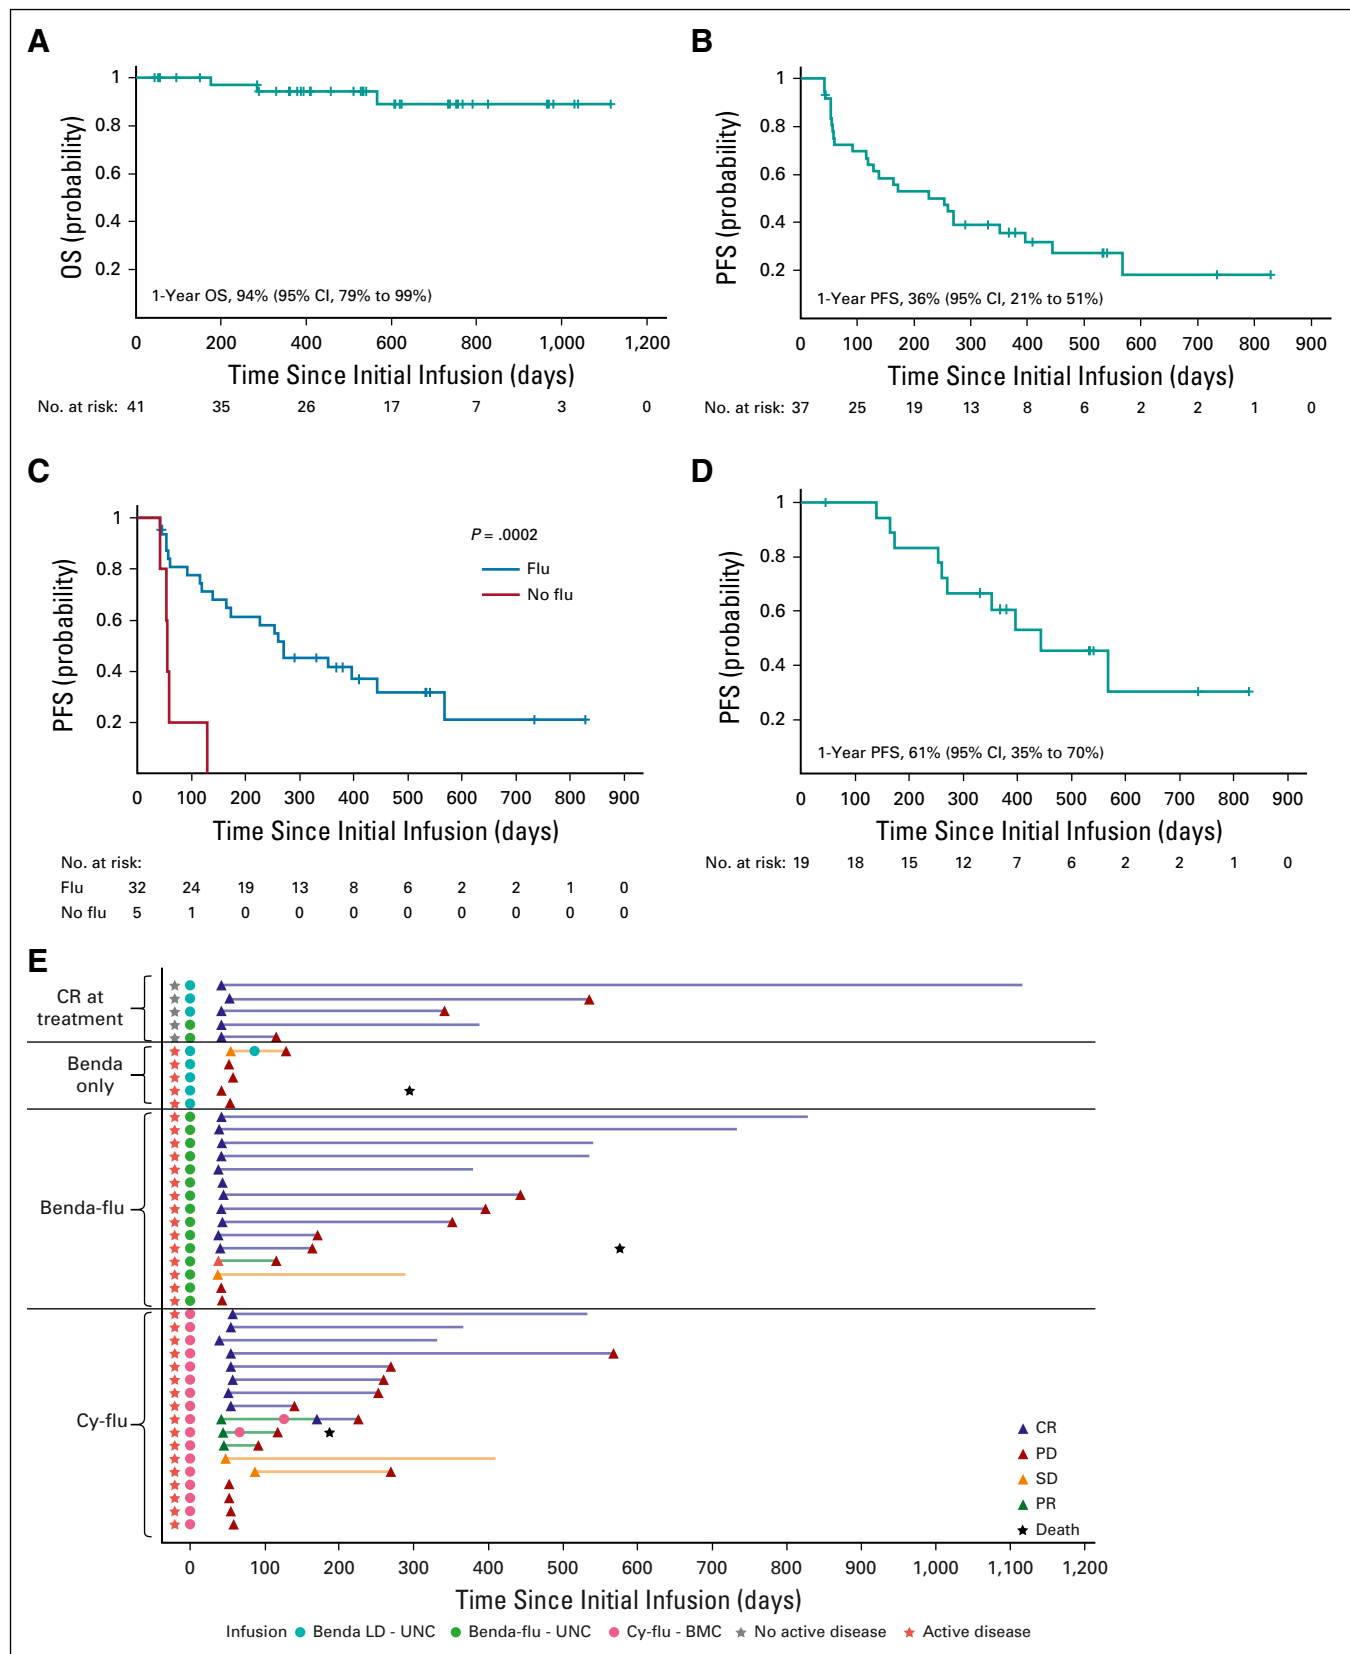 A
OS (probability)
1
0.8
0.6
0.4
0.2
1-Year OS, 94% (95% CI, 79% to 99%)
0 200 400 600 800 1,000 1,200
Time Since Initial Infusion (days)
No. at risk: 41 35 26 17 7 3 0
B
PFS (probability)
1
0.8
0.6
0.4
0.2
1-Year PFS, 36% (95% CI, 21% to 51%)
0 100 200 300 400 500 600 700 800 900
Time Since Initial Infusion (days)
No. at risk: 37 25 19 13 8 6 2 2 1 0
C
PFS (probability)
1
0.8
0.6
0.4
0.2
P = .0002
Flu
No flu
0 100 200 300 400 500 600 700 800 900
Time Since Initial Infusion (days)
No. at risk:
Flu 32 24 19 13 8 6 2 2 1 0
No flu 5 1 0 0 0 0 0 0 0 0
D
PFS (probability)
1
0.8
0.6
0.4
0.2
1-Year PFS, 61% (95% CI, 35% to 70%)
0 100 200 300 400 500 600 700 800 900
Time Since Initial Infusion (days)
No. at risk: 19 18 15 12 7 6 2 2 1 0
E
CR at
treatment
Benda
only
Benda-flu
Cy-flu
CR
PD
SD
PR
Death
0 100 200 300 400 500 600 700 800 900 1,000 1,100 1,200
Time Since Initial Infusion (days)
Infusion Benda LD - UNC Benda-flu - UNC Cy-flu - BMC No active disease Active disease